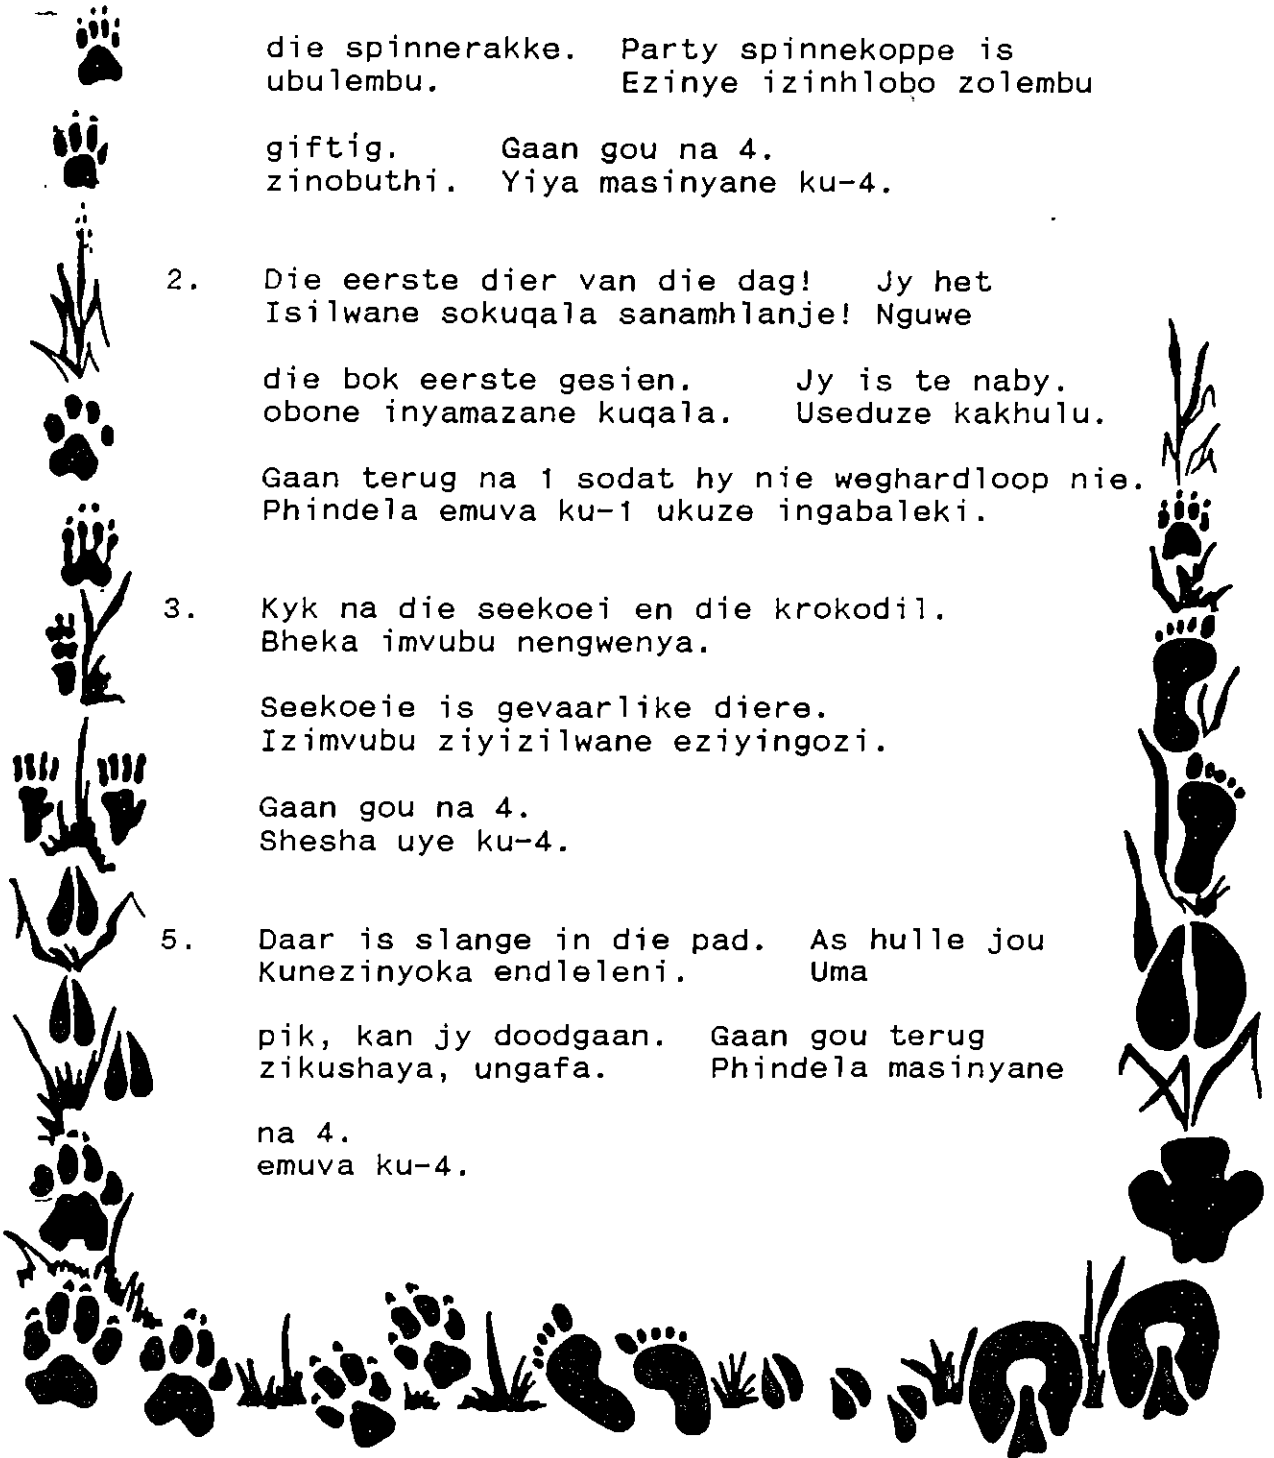 die spinnerakke. Party spinnekoppe is
ubulembu. Ezinye izinhlobo zolembu
giftig. Gaan gou na 4.
zinobuthi. Yiya masinyane ku-4.
2. Die eerste dier van die dag! Jy het
Isilwane sokuqala sanamhlanje! Nguwe
die bok eerste gesien. Jy is te naby.
obone inyamazane kuqala. Useduze kakhulu.
Gaan terug na 1 sodat hy nie weghardloop nie.
Phindela emuva ku-1 ukuze ingabaleki.
3. Kyk na die seekoei en die krokodil.
Bheka imvubu nengwenya.
Seekoeie is gevaarlike diere.
Izimvubu ziyizilwane eziyingozi.
Gaan gou na 4.
Shesha uye ku-4.
5. Daar is slange in die pad. As hulle jou
Kunezinyoka endleleni. Uma
pik, kan jy doodgaan. Gaan gou terug
zikushaya, ungafa. Phindela masinyane
na 4.
emuva ku-4.